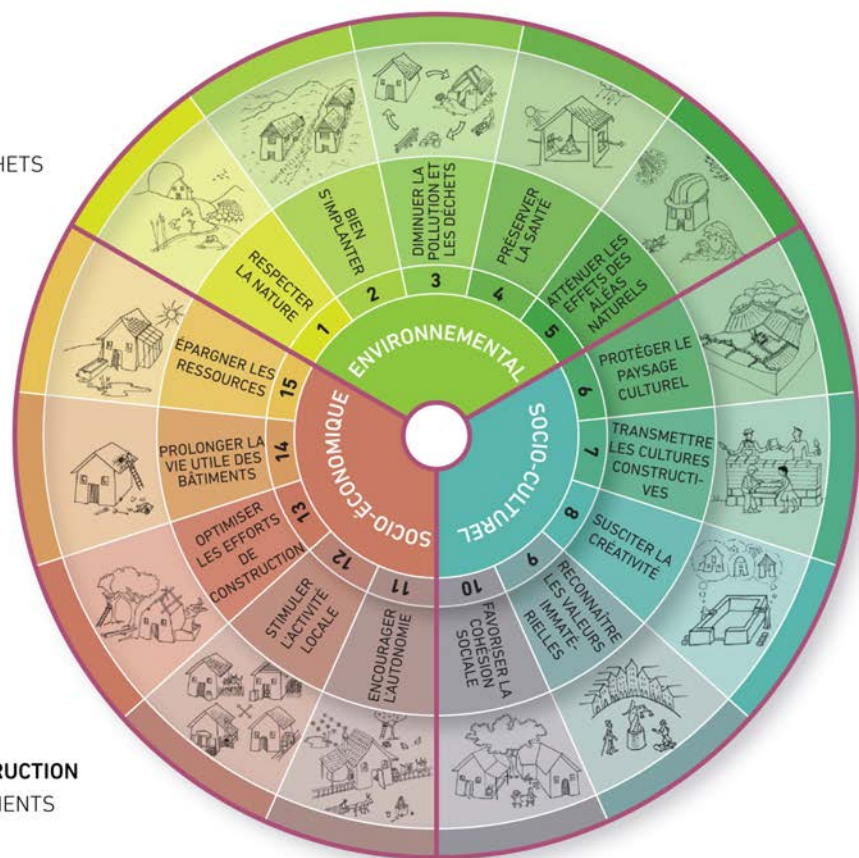 HETS
RUCTION
MENTS
ENVIRONNEMENTAL
1
RESPECTER
LA NATURE
2
BIEN
S'IMPLANTER
3
DIMINUER LA
POLLUTION ET
LES DECHETS
4
PRÉSERVER
LA SANTÉ
5
ATTÉNUER LES
EFFETS DES
ALÉAS
NATURELS
SOCIO-CULTUREL
6
PROTÉGER LE
PAYSAGE
CULTUREL
7
TRANSMETTRE
LES CULTURES
CONSTRUCTI-
VES
8
SUSCITER LA
CRÉATIVITÉ
9
RECONNAÎTRE
LES VALEURS
IMMATÉ-
RIELLES
10
FAVORISER LA
COHÉSION
SOCIALE
SOCIO-ÉCONOMIQUE
11
ENCOURAGER
L'AUTONOMIE
12
STIMULER
L'ACTIVITÉ
LOCALE
13
OPTIMISER
LES EFFORTS
DE
CONSTRUCTION
14
PROLONGER LA
VIE UTILE DES
BÂTIMENTS
15
ÉPARGNER LES
RESSOURCES